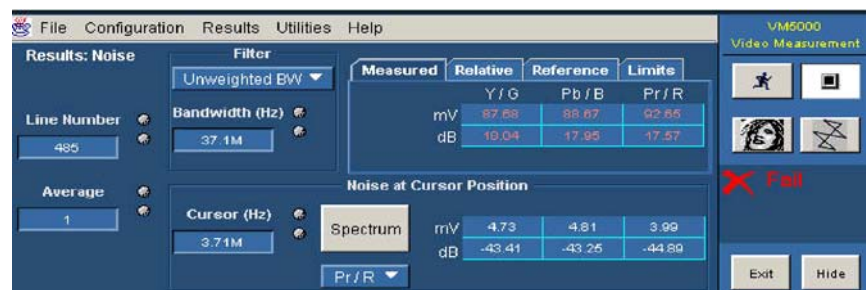 File Configuration Results Utilities Help
VM5000
Video Measurement
Results: Noise
Filter
Unweighted BW
Measured Relative Reference Limits
Y/G Pb/B Pr/R
Line Number
485
Bandwidth (Hz)
37.1M
mV 87.68 88.67 92.65
dB 18.04 17.95 17.57
Fail
Average
1
Noise at Cursor Position
Cursor (Hz)
3.71M
Spectrum
Pr/R
mV 4.73 4.81 3.99
dB -43.41 -43.25 -44.89
Exit Hide